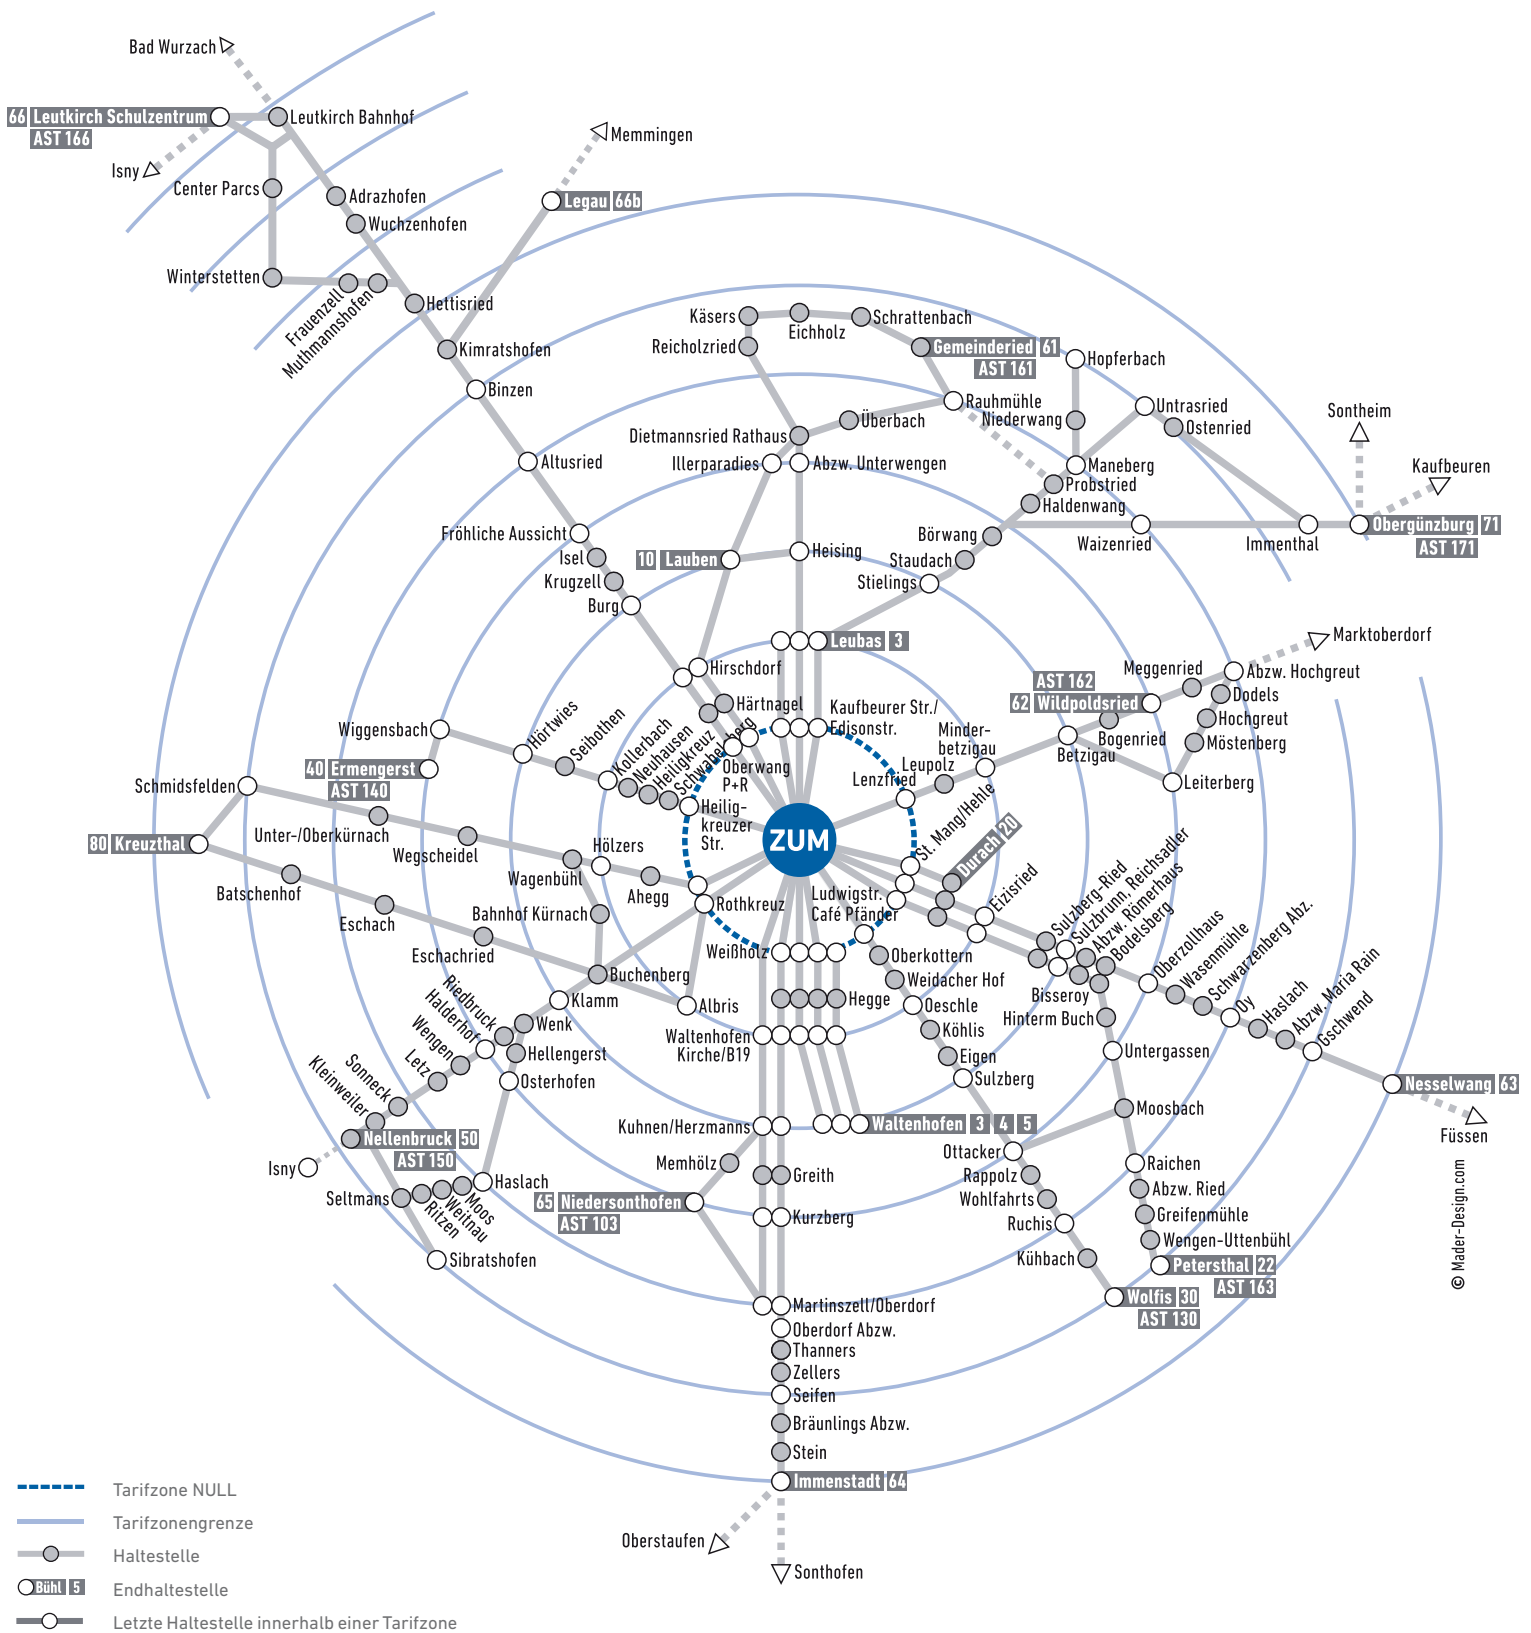 Bad Wurzach
66 Leutkirch Schulzentrum
AST 166
Leutkirch Bahnhof
Isny
Center Parcs
Adrazhofen
Wuchzenhofen
Winterstetten
Frauenzell
Muthmannshofen
Hettisried
Kimratshofen
Binzen
Memmingen
Legau 66b
Altusried
Fröhliche Aussicht
Isel
Krugzell
Burg
Käsers
Eichholz
Schrattenbach
Reicholzried
Gemeinderied 61
AST 161
Rauhmühle
Überbach
Dietmannsried Rathaus
Illerparadies
Abzw. Unterwengen
10 Lauben
Heising
Leubas 3
Hopferbach
Niederwang
Untrasried
Ostenried
Maneberg
Probstried
Haldenwang
Börwang
Staudach
Stielings
Waizenried
Immenthal
Sontheim
Kaufbeuren
Obergünzburg 71
AST 171
Hirschdorf
Härtnagel
Oberwang
P+R
Kaufbeurer Str./
Edisonstr.
Wiggensbach
Hörtwies
Selbothen
Kollerbach
Neuhausen
Heiligkreuz
Schwabelsberg
Heilig-
kreuzer
Str.
40 Ermengerst
AST 140
Marktoberdorf
Meggenried
Abzw. Hochgreut
AST 162
62 Wildpoldsried
Dodels
Hochgreut
Möstenberg
Bogenried
Betzigau
Leiterberg
Minder-
betzigau
Leupolz
Lenzfried
Schmidsfelden
Unter-/Oberkürnach
Wegscheidel
80 Kreuzthal
Batschenhof
Eschach
Eschachried
Wagenbühl
Hölzers
Ahegg
Bahnhof Kürnach
Rothkreuz
Buchenberg
Albris
ZUM
St. Mang/Hehle
Durach 20
Ludwigstr.
Café Pfänder
Eizisried
Sulzberg-Ried
Sulzbrunn, Reichsadler
Abzw. Römerhaus
Bodelsberg
Oberzollhaus
Wasenmühle
Schwarzenberg Abz.
Oy
Haslach
Abzw. Maria Rain
Gschwend
Nesselwang 63
Füssen
Weißholz
Hegge
Waltenhofen
Kirche/B19
Oberkottern
Weidacher Hof
Oeschle
Köhlis
Eigen
Sulzberg
Bisseroy
Hinterm Buch
Untergassen
Moosbach
Klamm
Wenk
Riedbruck
Halderhof
Wengen
Letz
Sonneck
Kleinweiler
Hellengerst
Osterhofen
Nellenbruck 50
AST 150
Isny
Seltmans
Ritzen
Weitnau
Moos
Haslach
Sibratshofen
Kuhnen/Herzmanns
Waltenhofen 3 4 5
Memhölz
Greith
65 Niedersonthofen
AST 103
Kurzberg
Ottacker
Rappolz
Wohlfahrts
Ruchis
Kühbach
Wolfis 30
AST 130
Raichen
Abzw. Ried
Greifenmühle
Wengen-Uttenbühl
Petersthal 22
AST 163
Martinszell/Oberdorf
Oberdorf Abzw.
Thanners
Zellers
Seifen
Bräunlings Abzw.
Stein
Immenstadt 64
Oberstaufen
Sonthofen
© Mader-Design.com
Tarifzone NULL
Tarifzonengrenze
Haltestelle
Bühl 5 Endhaltestelle
Letzte Haltestelle innerhalb einer Tarifzone